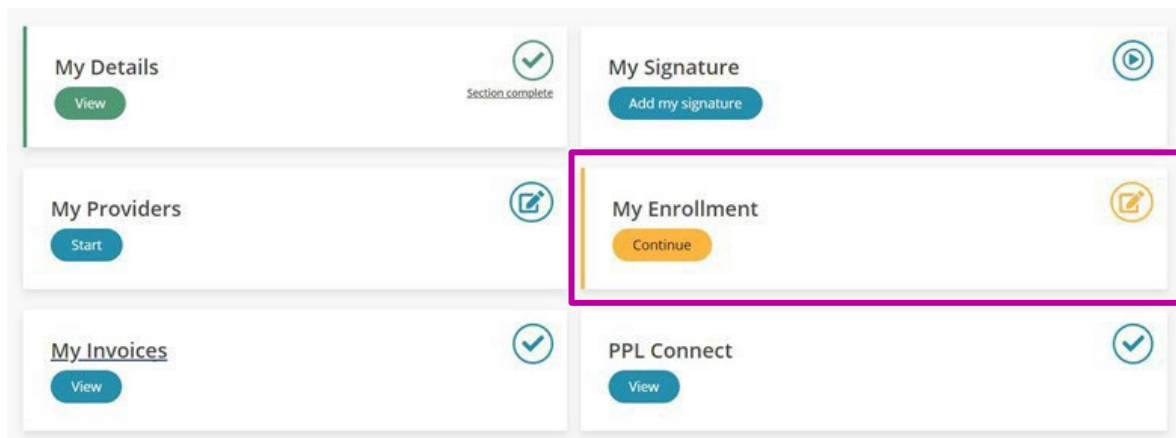 My Details
View
Section complete
My Signature
Add my signature
My Providers
Start
My Enrollment
Continue
My Invoices
View
PPL Connect
View